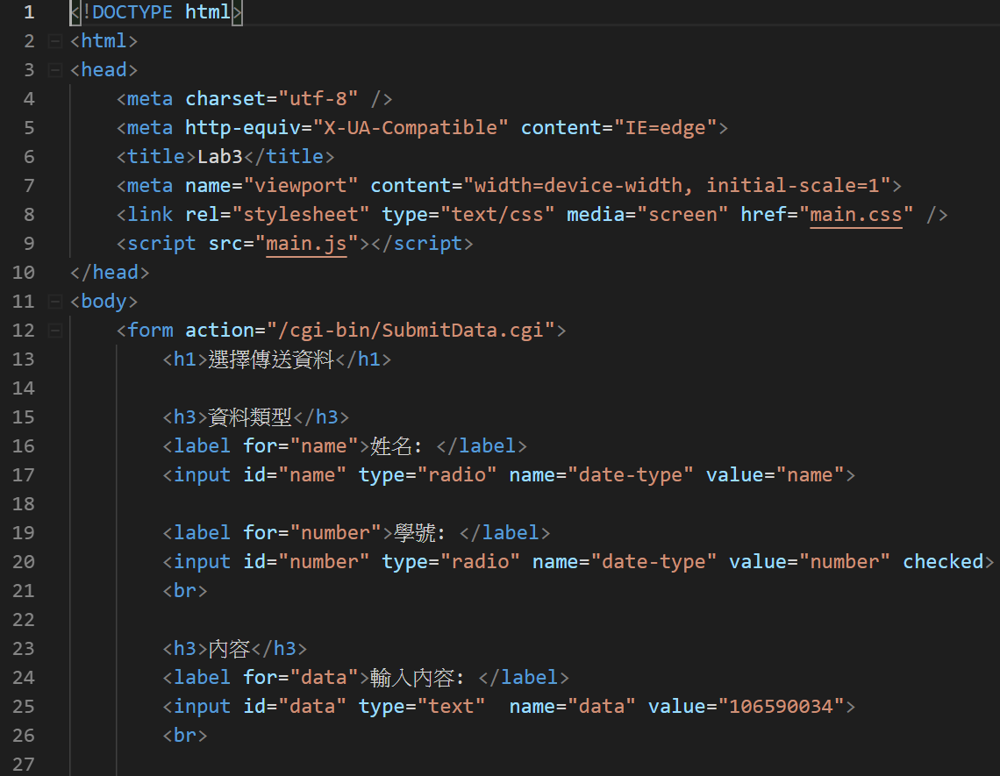 1 <!DOCTYPE html>
2 <html>
3 <head>
4 <meta charset="utf-8" />
5 <meta http-equiv="X-UA-Compatible" content="IE=edge">
6 <title>Lab3</title>
7 <meta name="viewport" content="width=device-width, initial-scale=1">
8 <link rel="stylesheet" type="text/css" media="screen" href="main.css" />
9 <script src="main.js"></script>
10 </head>
11 <body>
12 <form action="/cgi-bin/SubmitData.cgi">
13 <h1>選擇傳送資料</h1>
14
15 <h3>資料類型</h3>
16 <label for="name">姓名: </label>
17 <input id="name" type="radio" name="date-type" value="name">
18
19 <label for="number">學號: </label>
20 <input id="number" type="radio" name="date-type" value="number" checked>
21 <br>
22
23 <h3>內容</h3>
24 <label for="data">輸入內容: </label>
25 <input id="data" type="text"  name="data" value="106590034">
26 <br>
27